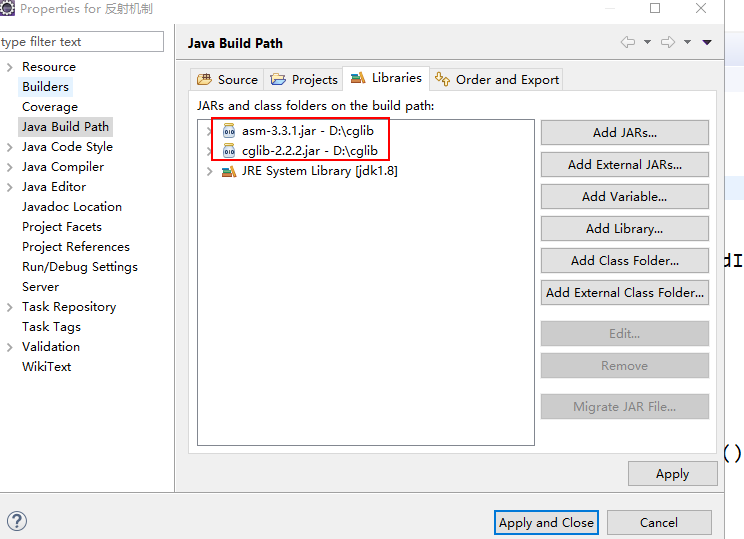 Properties for 反射机制
type filter text
Resource
Builders
Coverage
Java Build Path
Java Code Style
Java Compiler
Java Editor
Javadoc Location
Project Facets
Project References
Run/Debug Settings
Server
Task Repository
Task Tags
Validation
WikiText
Java Build Path
Source
Projects
Libraries
Order and Export
JARs and class folders on the build path:
asm-3.3.1.jar - D:\cglib
cglib-2.2.2.jar - D:\cglib
JRE System Library [jdk1.8]
Add JARs...
Add External JARs...
Add Variable...
Add Library...
Add Class Folder...
Add External Class Folder...
Edit...
Remove
Migrate JAR File...
Apply
Apply and Close
Cancel
dI
()